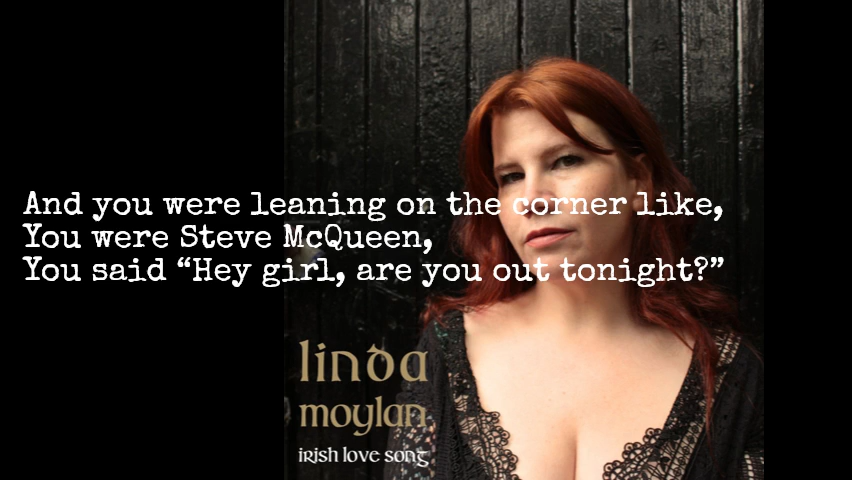 And you were leaning on the corner like,
You were Steve McQueen,
You said “Hey girl, are you out tonight?”
linda
moylan
irish love song